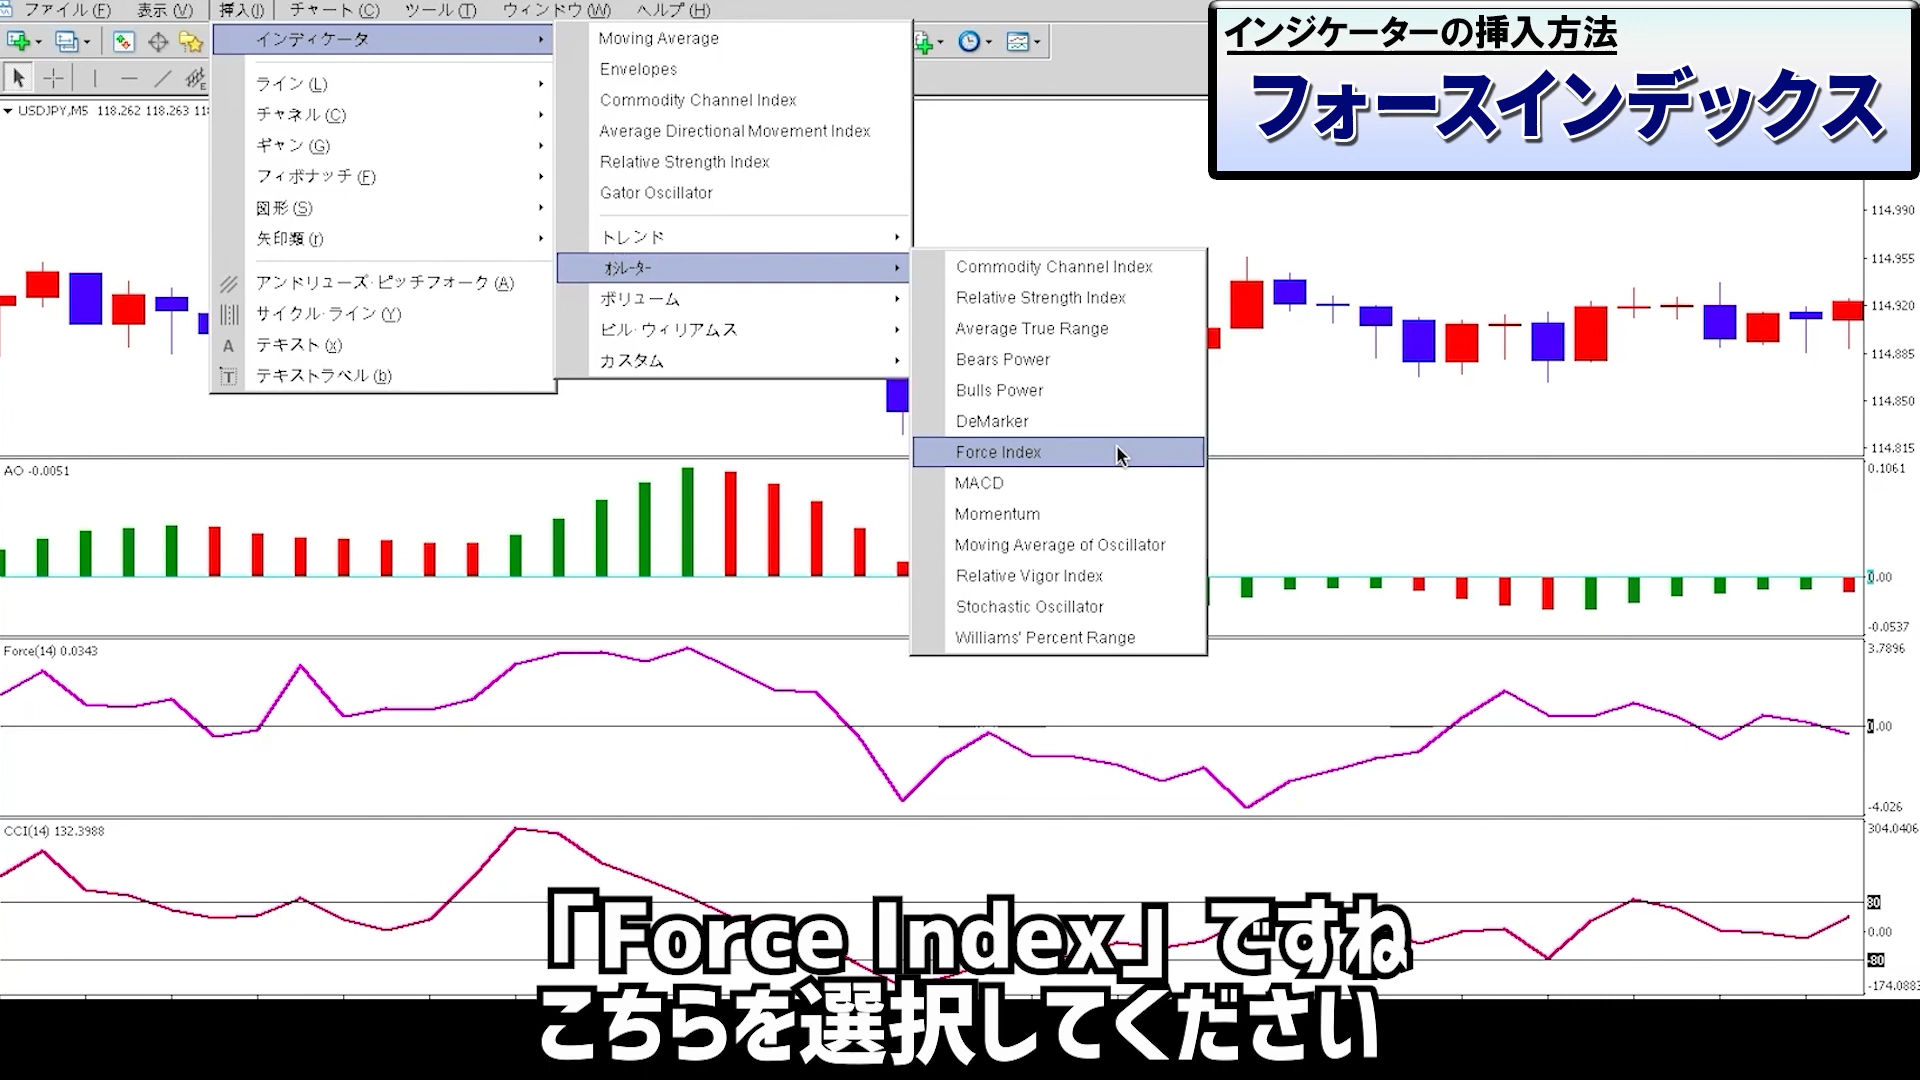 ファイル(F) 表示(V) 挿入(I) チャート(C) ツール(T) ウィンドウ(W) ヘルプ(H)
インジケーターの挿入方法
フォースインデックス
USDJPY,M5 118.262 118.263
インディケータ
ライン(L)
チャネル(C)
ギャン(G)
フィボナッチ(F)
図形(S)
矢印類(r)
アンドリューズ・ピッチフォーク(A)
サイクル・ライン(Y)
テキスト(x)
テキストラベル(b)
Moving Average
Envelopes
Commodity Channel Index
Average Directional Movement Index
Relative Strength Index
Gator Oscillator
トレンド
オシレーター
ボリューム
ビル・ウィリアムス
カスタム
Commodity Channel Index
Relative Strength Index
Average True Range
Bears Power
Bulls Power
DeMarker
Force Index
MACD
Momentum
Moving Average of Oscillator
Relative Vigor Index
Stochastic Oscillator
Williams' Percent Range
114.990
114.955
114.920
114.885
114.850
114.815
AO -0.0051
0.1061
0.00
-0.0537
Force(14) 0.0343
3.7896
0.00
-4.026
CCI(14) 132.3988
304.0406
80
0.00
-80
-174.0883
「Force Index」ですね
こちらを選択してください